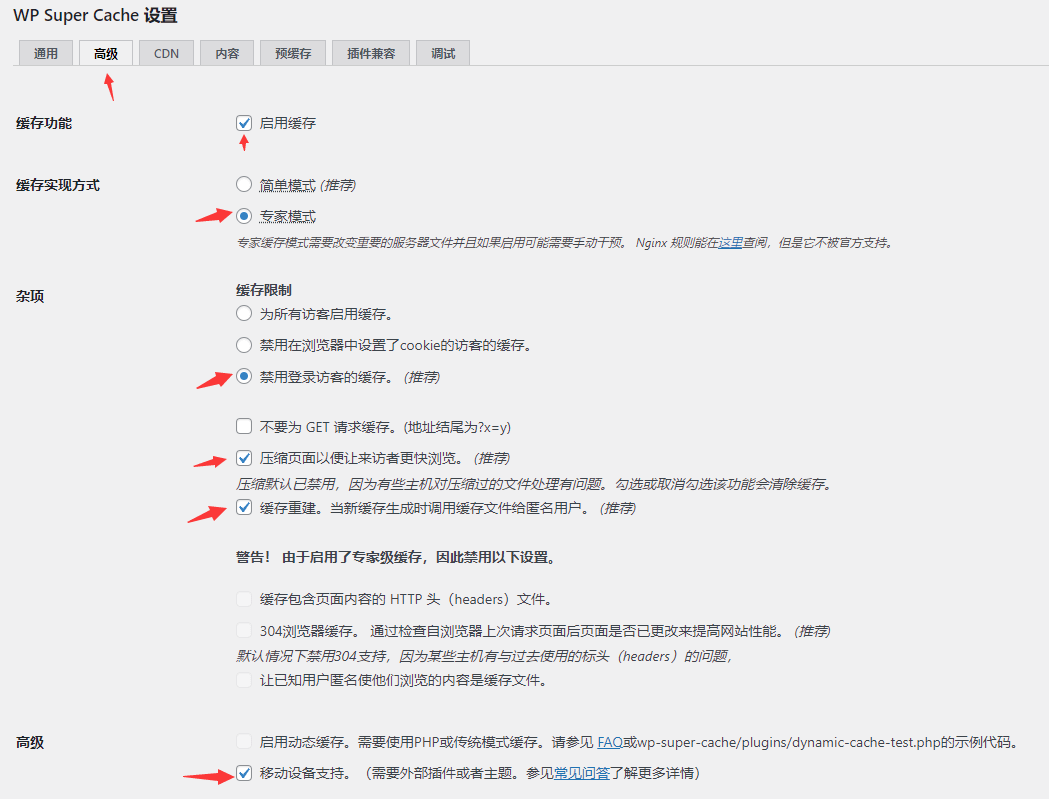 WP Super Cache 设置
通用 高级 CDN 内容 预缓存 插件兼容 调试
缓存功能 启用缓存
缓存实现方式 简单模式 (推荐)
专家模式
专家缓存模式需要改变重要的服务器文件并且如果启用可能需要手动干预。 Nginx 规则能在这里查阅，但是它不被官方支持。
杂项 缓存限制
为所有访客启用缓存。
禁用在浏览器中设置了cookie的访客的缓存。
禁用登录访客的缓存。 (推荐)
不要为 GET 请求缓存。(地址结尾为?x=y)
压缩页面以便让来访者更快浏览。 (推荐)
压缩默认已禁用，因为有些主机对压缩过的文件处理有问题。勾选或取消勾选该功能会清除缓存。
缓存重建。当新缓存生成时调用缓存文件给匿名用户。 (推荐)
警告！ 由于启用了专家级缓存，因此禁用以下设置。
缓存包含页面内容的 HTTP 头（headers）文件。
304浏览器缓存。 通过检查自浏览器上次请求页面后页面是否已更改来提高网站性能。 (推荐)
默认情况下禁用304支持，因为某些主机有与过去使用的标头（headers）的问题，
让已知用户匿名使他们浏览的内容是缓存文件。
高级 启用动态缓存。需要使用PHP或传统模式缓存。请参见 FAQ或wp-super-cache/plugins/dynamic-cache-test.php的示例代码。
移动设备支持。（需要外部插件或者主题。参见常见问答了解更多详情）